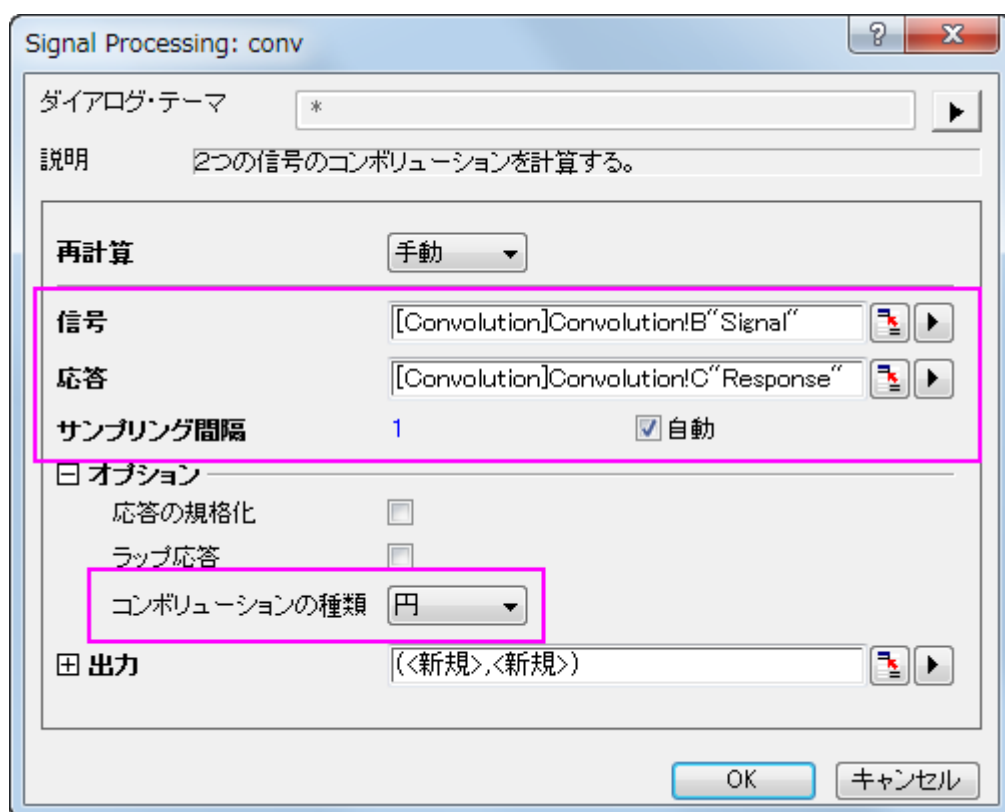 Signal Processing: conv
ダイアログ・テーマ *
説明 2つの信号のコンボリューションを計算する。
再計算 手動
信号 [Convolution]Convolution!B"Signal"
応答 [Convolution]Convolution!C"Response"
サンプリング間隔 1 自動
オプション
応答の規格化
ラップ応答
コンボリューションの種類 円
出力 (<新規>,<新規>)
OK キャンセル